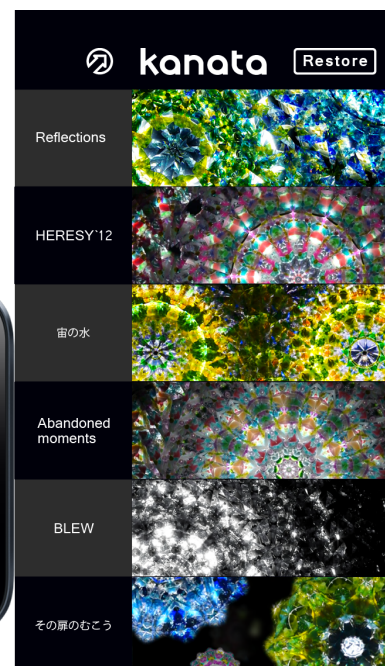 kanata
Restore
Reflections
HERESY`12
宙の水
Abandoned
moments
BLEW
その扉のむこう